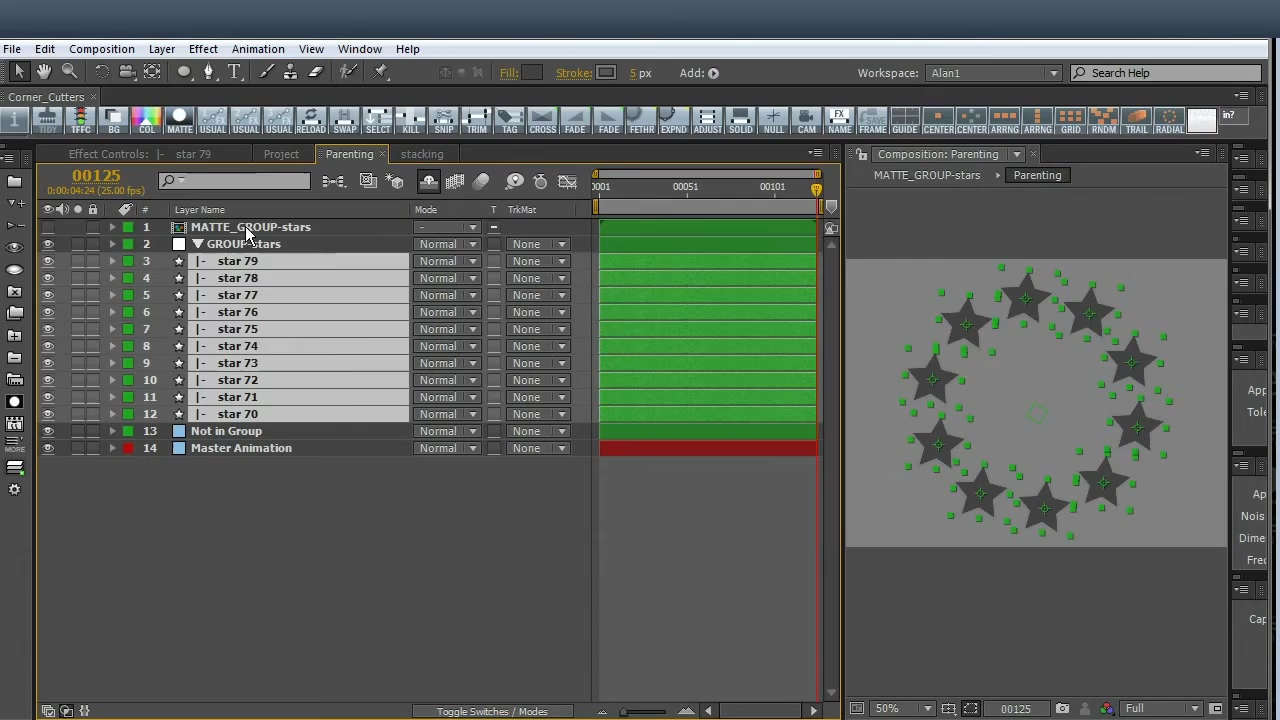 File Edit Composition Layer Effect Animation View Window Help
Fill: Stroke: 5 px Add: Workspace: Alan1 Search Help
Corner_Cutters
TIDY TFFC BG COL MATTE USUAL USUAL USUAL RELOAD SWAP SELCT KILL SNIP TRIM TAG CROSS FADE FADE FETHR EXPND ADJUST SOLID NULL CAM FX NAME SAVE FRAME GUIDE CENTER CENTER ARRNG ARRNG GRID RNDM TRAIL RADIAL in?
Effect Controls: |- star 79 Project Parenting stacking Composition: Parenting
00125
0:00:04:24 (25.00 fps)
MATTE_GROUP-stars Parenting
0001 00051 00101
# Layer Name Mode T TrkMat
1 MATTE_GROUP-stars -
2 GROUP-stars Normal None
3 |- star 79 Normal None
4 |- star 78 Normal None
5 |- star 77 Normal None
6 |- star 76 Normal None
7 |- star 75 Normal None
8 |- star 74 Normal None
9 |- star 73 Normal None
10 |- star 72 Normal None
11 |- star 71 Normal None
12 |- star 70 Normal None
13 Not in Group Normal None
14 Master Animation Normal None
MORE
App
Tole
Ap
Nois
Dime
Fre
Cap
Toggle Switches / Modes
50% 00125 Full